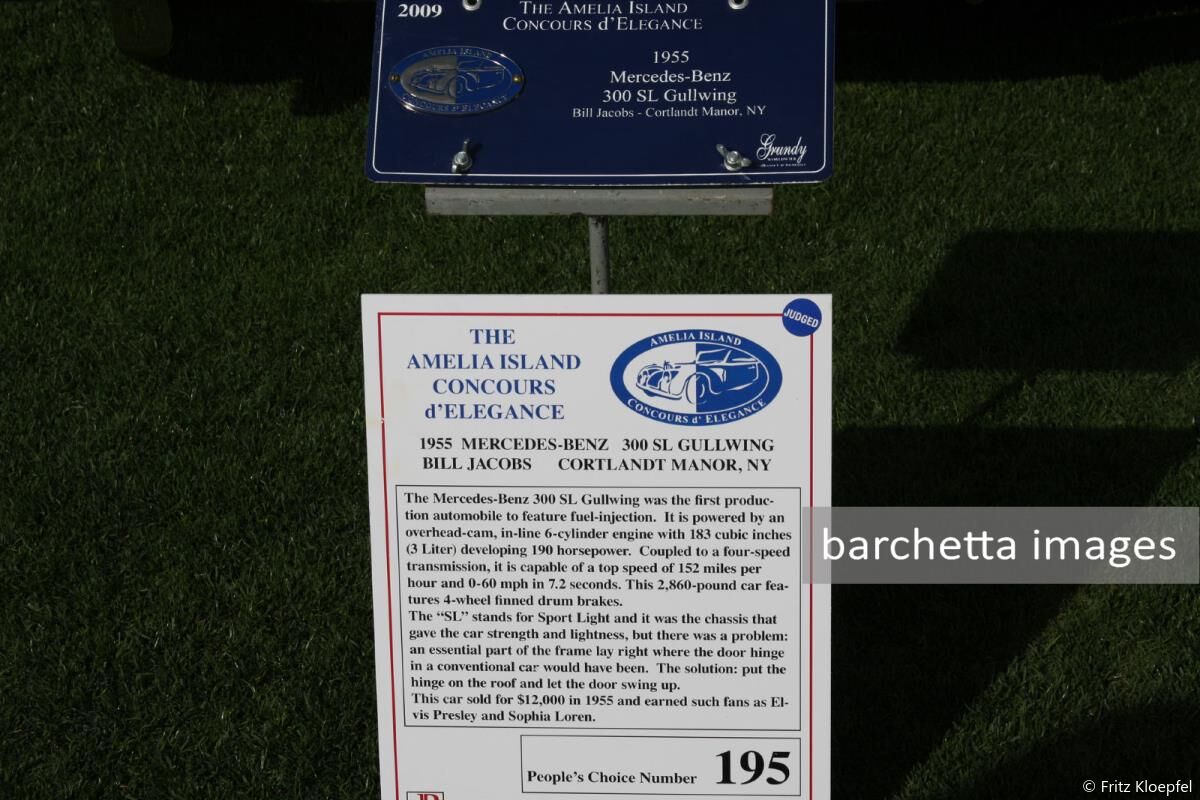 2009
THE AMELIA ISLAND
CONCOURS d'ELEGANCE
AMELIA ISLAND
CONCOURS d'ELEGANCE
1955
Mercedes-Benz
300 SL Gullwing
Bill Jacobs - Cortlandt Manor, NY
Grundy
JUDGED
THE
AMELIA ISLAND
CONCOURS
d'ELEGANCE
AMELIA ISLAND
CONCOURS d' ELEGANCE
1955 MERCEDES-BENZ 300 SL GULLWING
BILL JACOBS CORTLANDT MANOR, NY
The Mercedes-Benz 300 SL Gullwing was the first produc-
tion automobile to feature fuel-injection. It is powered by an
overhead-cam, in-line 6-cylinder engine with 183 cubic inches
(3 Liter) developing 190 horsepower. Coupled to a four-speed
transmission, it is capable of a top speed of 152 miles per
hour and 0-60 mph in 7.2 seconds. This 2,860-pound car fea-
tures 4-wheel finned drum brakes.
The “SL” stands for Sport Light and it was the chassis that
gave the car strength and lightness, but there was a problem:
an essential part of the frame lay right where the door hinge
in a conventional car would have been. The solution: put the
hinge on the roof and let the door swing up.
This car sold for $12,000 in 1955 and earned such fans as El-
vis Presley and Sophia Loren.
People's Choice Number 195
barchetta images
© Fritz Kloepfel